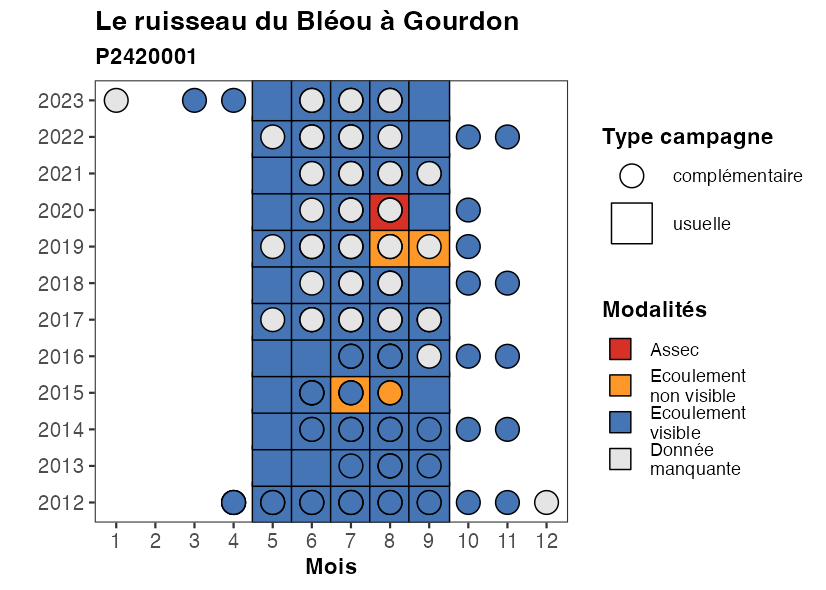 Le ruisseau du Bléou à Gourdon
P2420001
2023
2022
2021
2020
2019
2018
2017
2016
2015
2014
2013
2012
1 2 3 4 5 6 7 8 9 10 11 12
Mois
Type campagne
complémentaire
usuelle
Modalités
Assec
Ecoulement
non visible
Ecoulement
visible
Donnée
manquante